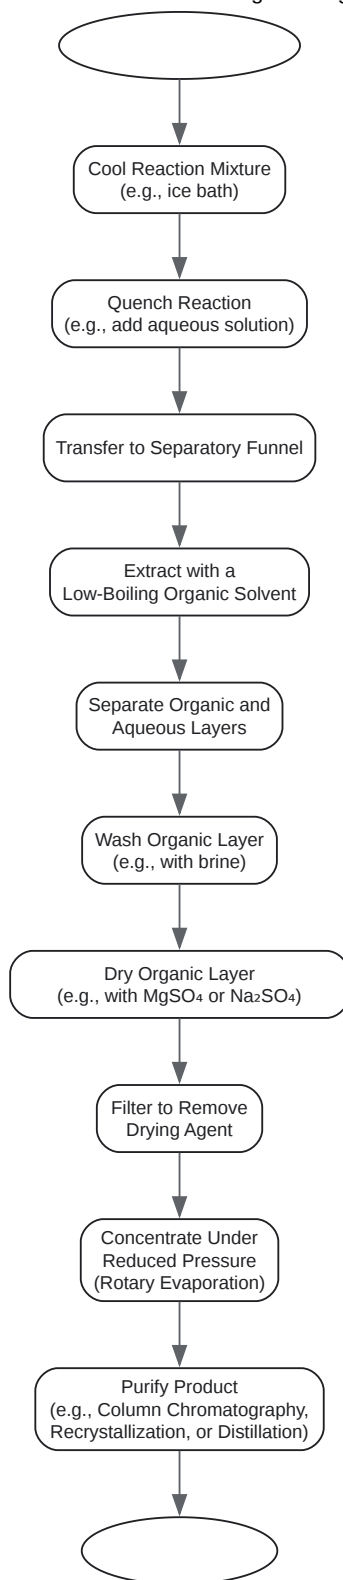 Cool Reaction Mixture
(e.g., ice bath)
Quench Reaction
(e.g., add aqueous solution)
Transfer to Separatory Funnel
Extract with a
Low-Boiling Organic Solvent
Separate Organic and
Aqueous Layers
Wash Organic Layer
(e.g., with brine)
Dry Organic Layer
(e.g., with MgSO₄ or Na₂SO₄)
Filter to Remove
Drying Agent
Concentrate Under
Reduced Pressure
(Rotary Evaporation)
Purify Product
(e.g., Column Chromatography,
Recrystallization, or Distillation)